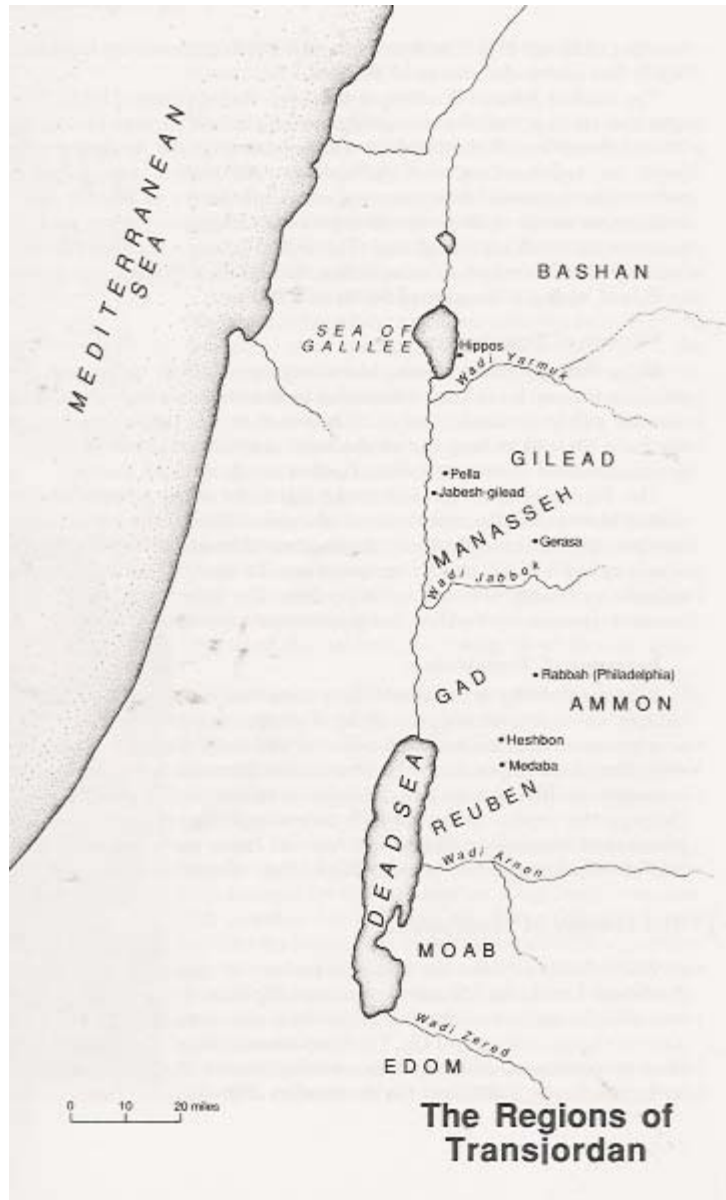 MEDITERRANEAN
SEA
BASHAN
SEA OF
GALILEE
Hippos
Wadi Yarmuk
GILEAD
Pella
Jabesh-gilead
MANASSEH
Gerasa
Wadi Jabbok
GAD
Rabbah (Philadelphia)
AMMON
Heshbon
Medaba
REUBEN
DEAD SEA
Wadi Arnon
MOAB
Wadi Zered
EDOM
0 10 20 miles
The Regions of
Transjordan